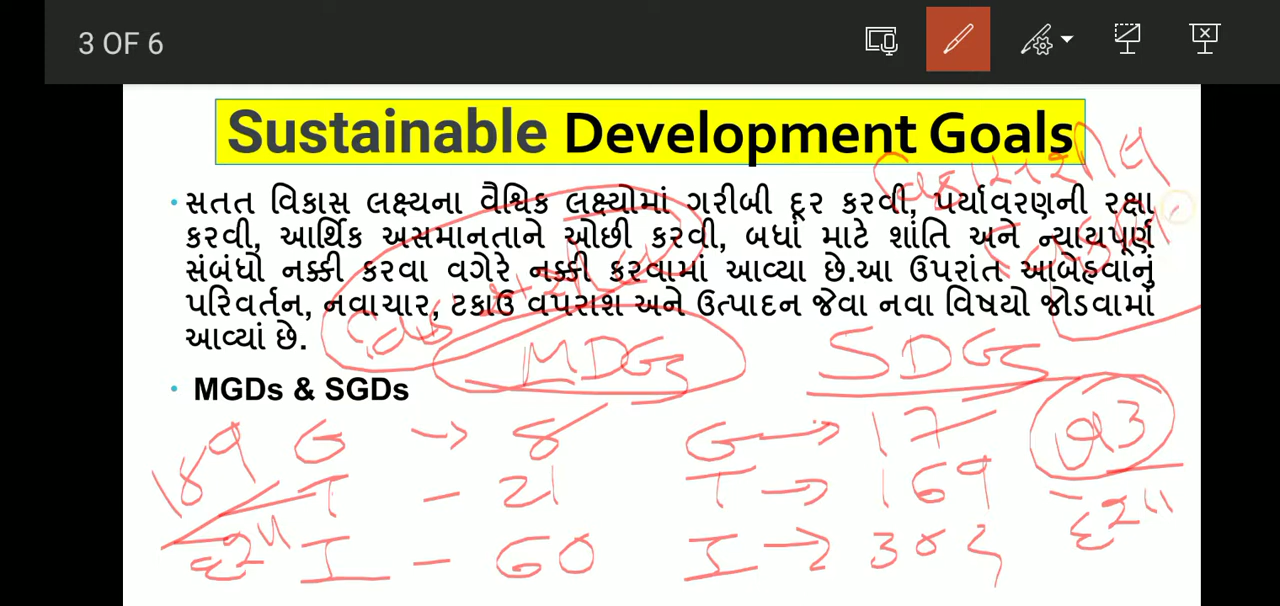 3 OF 6
Sustainable Development Goals
• સતત વિકાસ લક્ષ્યના વૈશ્વિક લક્ષ્યોમાં ગરીબી દૂર કરવી, પર્યાવરણની રક્ષા
કરવી, આર્થિક અસમાનતાને ઓછી કરવી, બધાં માટે શાંતિ અને ન્યાયપૂર્ણ
સંબંધો નક્કી કરવા વગેરે નક્કી કરવામાં આવ્યા છે.આ ઉપરાંત આબેહવાનું
પરિવર્તન, નવાચાર, ટકાઉ વપરાશ અને ઉત્પાદન જેવા નવા વિષયો જોડવામાં
આવ્યાં છે.
MDGs SDGs
• MGDs & SGDs
G → 8 G → 17
T - 21 T → 169
I - 60 I →